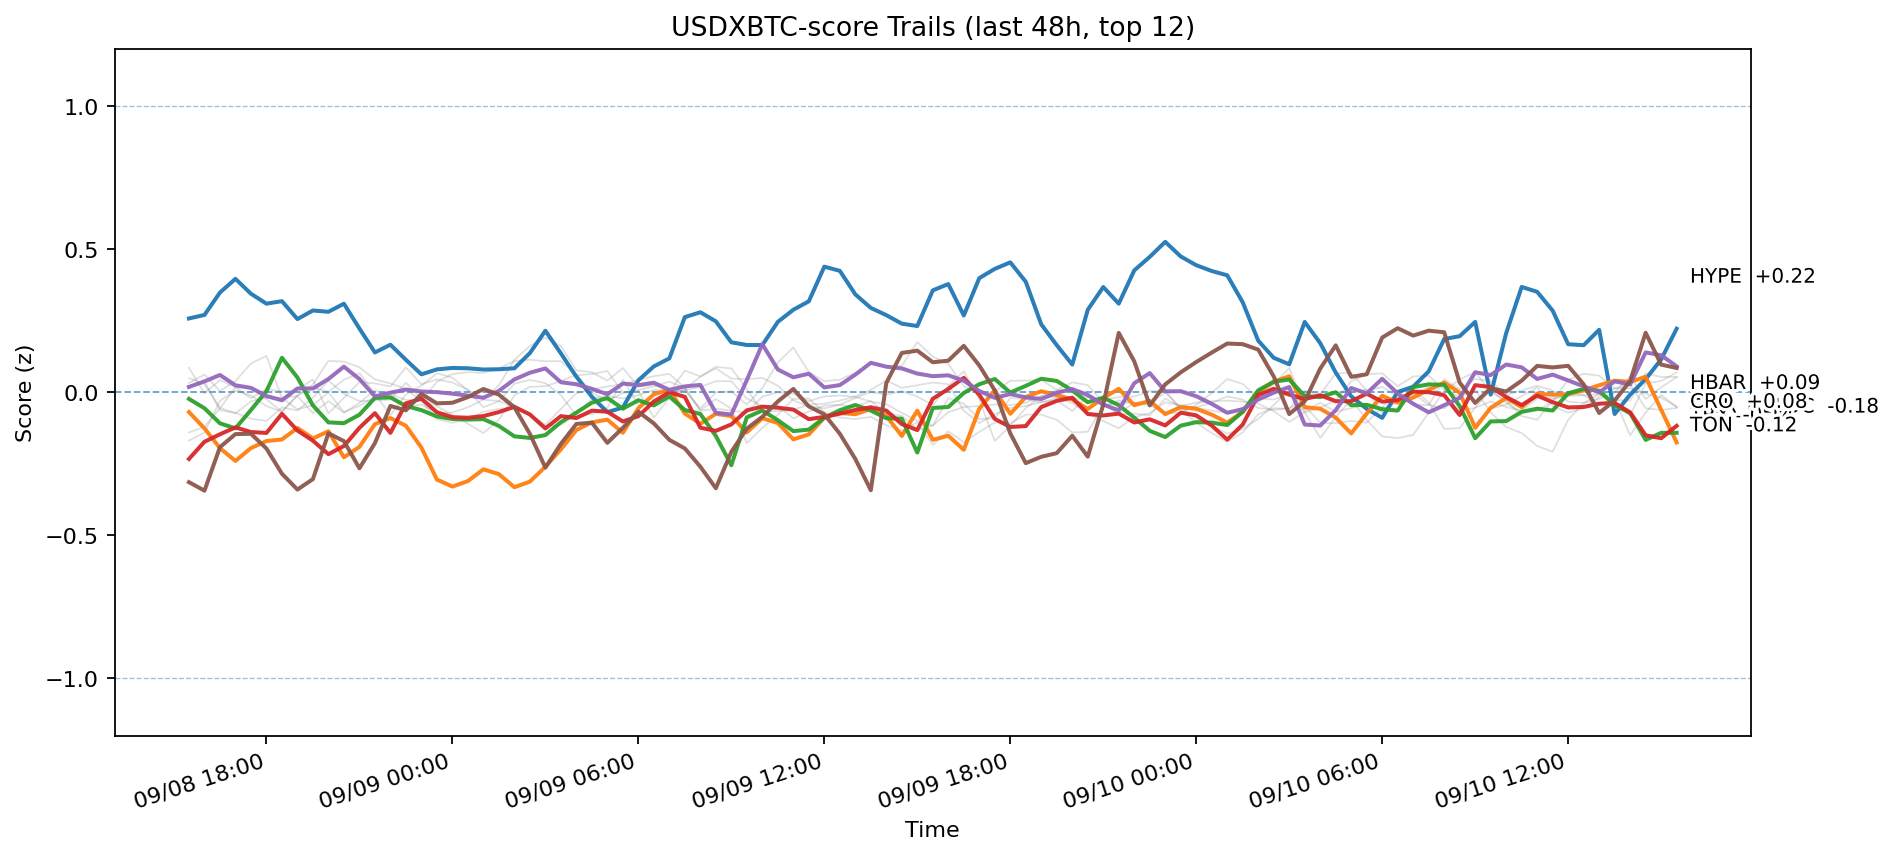 USDXBTC-score Trails (last 48h, top 12)
Score (z)
1.0
0.5
0.0
−0.5
−1.0
HYPE +0.22
HBAR +0.09
CRO +0.08
-0.18
TON -0.12
09/08 18:00
09/09 00:00
09/09 06:00
09/09 12:00
09/09 18:00
09/10 00:00
09/10 06:00
09/10 12:00
Time